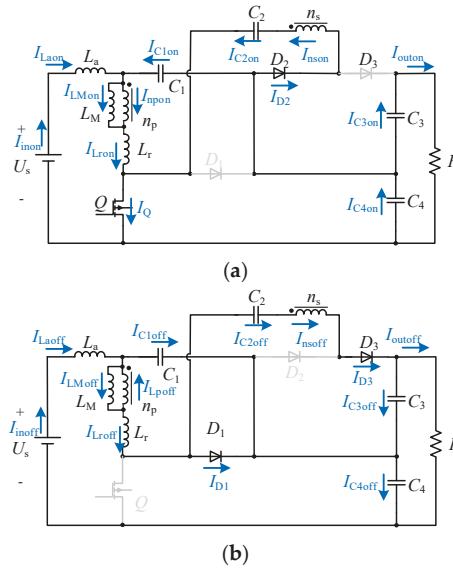 C2 ns
ILaon La IC1on IC2on Inson D2 D3 Iouton
C1 ID2
ILMon Inpon
LM np IC3on C3
+ Iinon ILron Lr D1 R
Us
- Q IQ IC4on C4
(a)
C2 ns
ILaoff La IC1off IC2off Insoff D3 Ioutoff
C1 D2 ID3
ILMoff ILpoff
LM np IC3off C3
+ Iinoff ILroff Lr D1 R
Us ID1
- Q IC4off C4
(b)